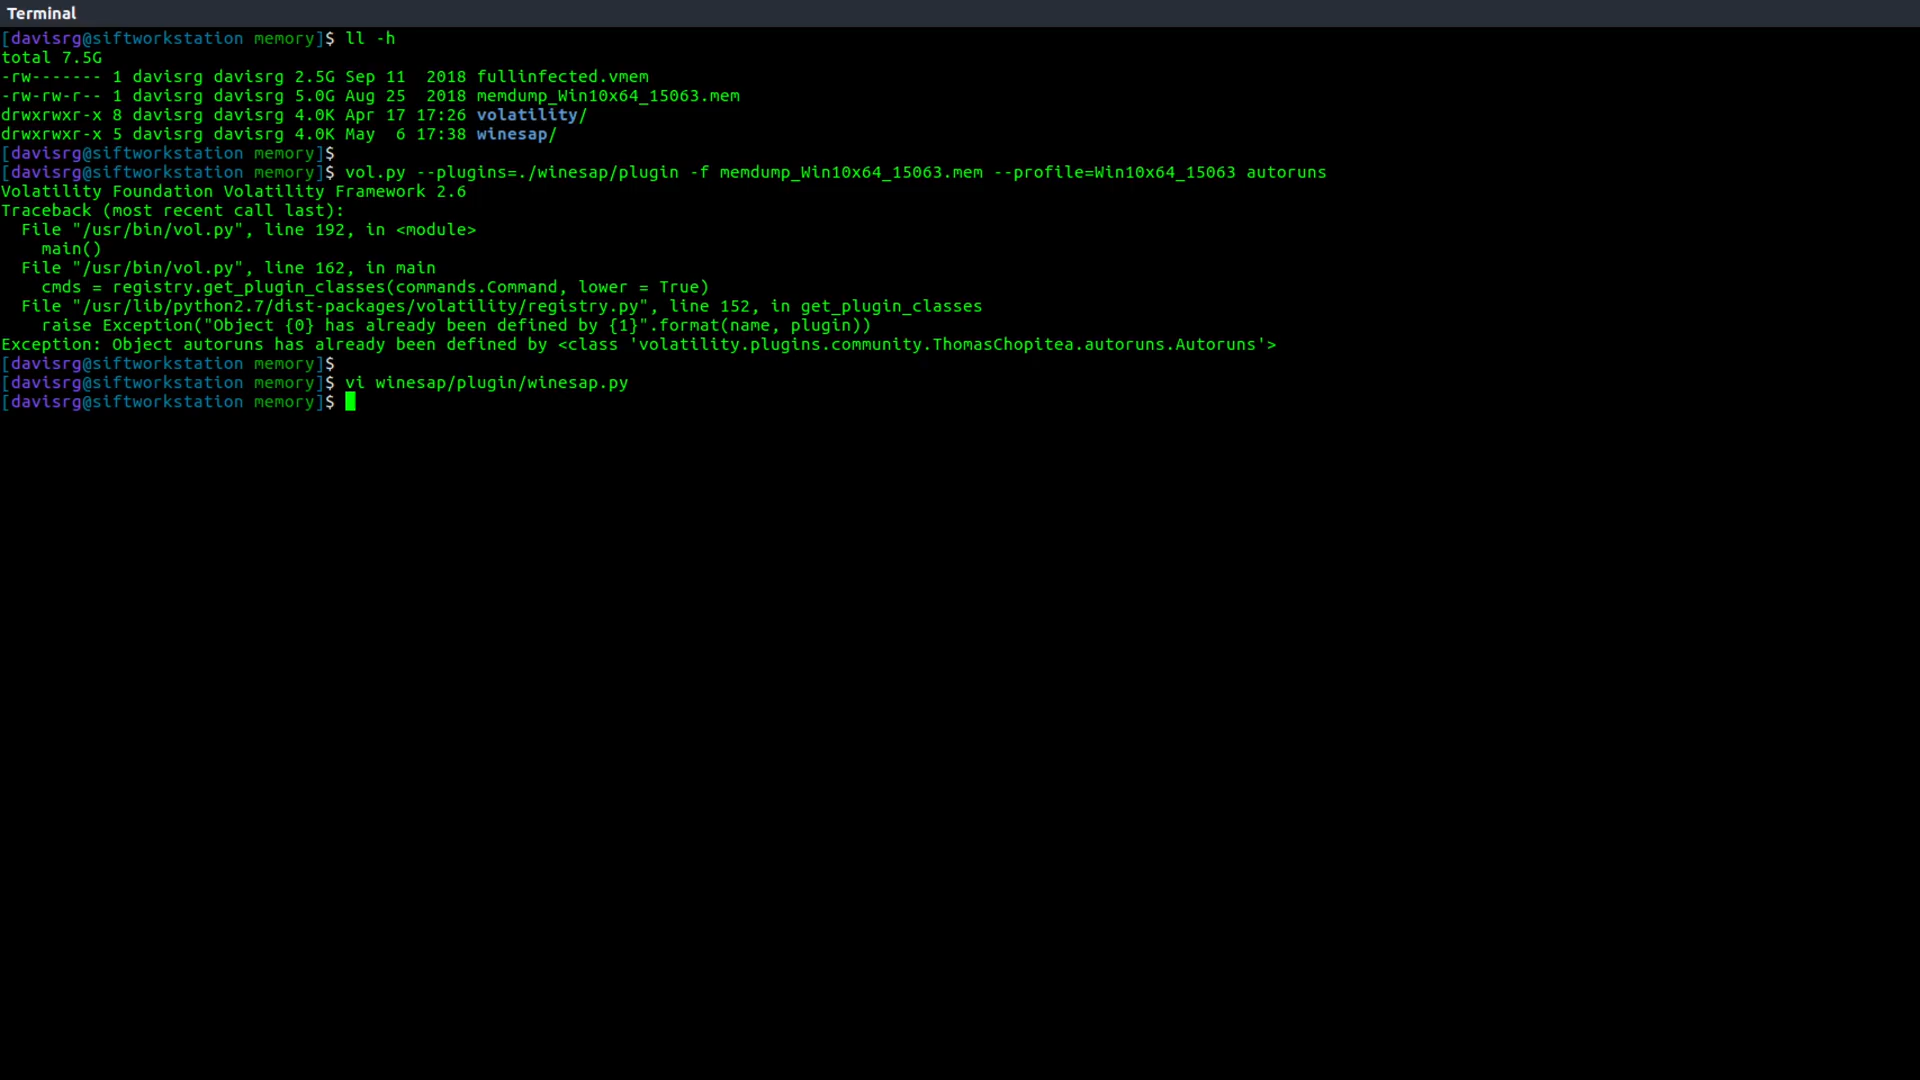 Terminal
[davisrg@siftworkstation memory]$ ll -h
total 7.5G
-rw------- 1 davisrg davisrg 2.5G Sep 11  2018 fullinfected.vmem
-rw-rw-r-- 1 davisrg davisrg 5.0G Aug 25  2018 memdump_Win10x64_15063.mem
drwxrwxr-x 8 davisrg davisrg 4.0K Apr 17 17:26 volatility/
drwxrwxr-x 5 davisrg davisrg 4.0K May  6 17:38 winesap/
[davisrg@siftworkstation memory]$
[davisrg@siftworkstation memory]$ vol.py --plugins=./winesap/plugin -f memdump_Win10x64_15063.mem --profile=Win10x64_15063 autoruns
Volatility Foundation Volatility Framework 2.6
Traceback (most recent call last):
  File "/usr/bin/vol.py", line 192, in <module>
    main()
  File "/usr/bin/vol.py", line 162, in main
    cmds = registry.get_plugin_classes(commands.Command, lower = True)
  File "/usr/lib/python2.7/dist-packages/volatility/registry.py", line 152, in get_plugin_classes
    raise Exception("Object {0} has already been defined by {1}".format(name, plugin))
Exception: Object autoruns has already been defined by <class 'volatility.plugins.community.ThomasChopitea.autoruns.Autoruns'>
[davisrg@siftworkstation memory]$
[davisrg@siftworkstation memory]$ vi winesap/plugin/winesap.py
[davisrg@siftworkstation memory]$